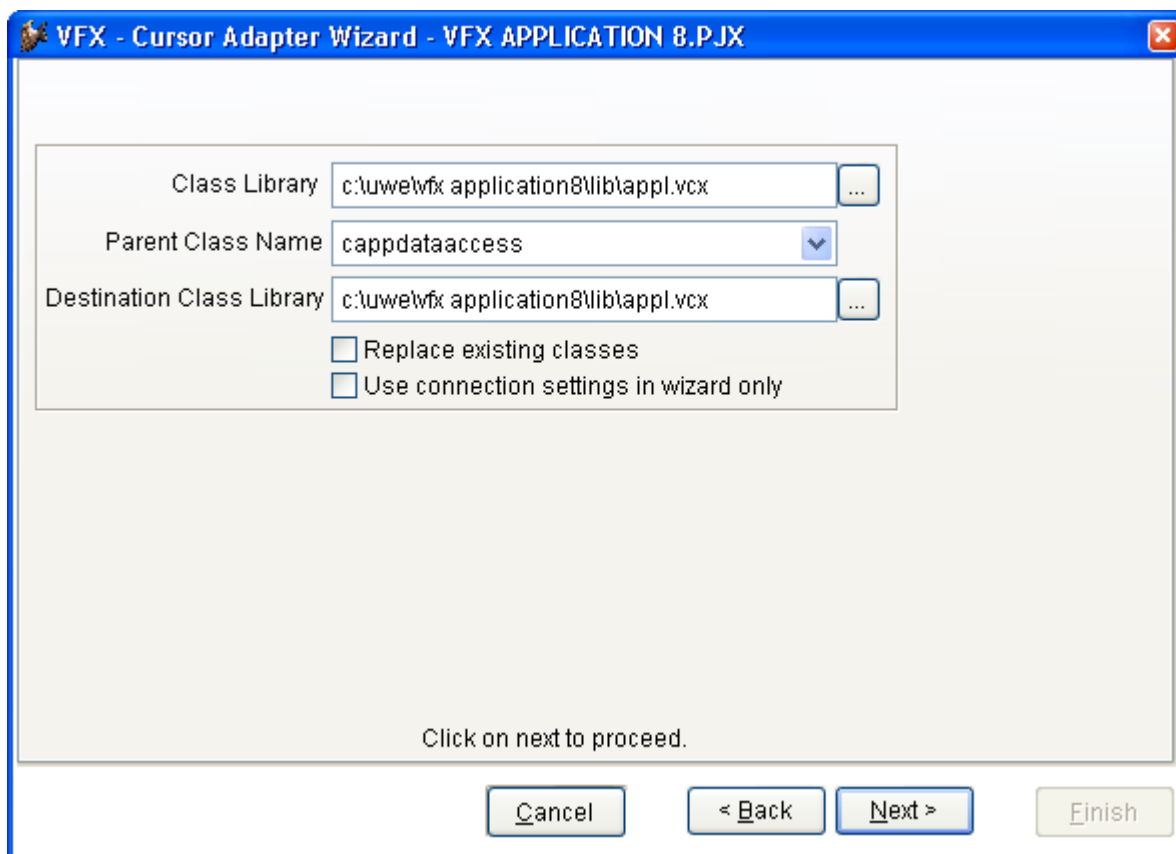 VFX - Cursor Adapter Wizard - VFX APPLICATION 8.PJX
Class Library c:\uwe\vfx application8\lib\appl.vcx ...
Parent Class Name cappdataaccess
Destination Class Library c:\uwe\vfx application8\lib\appl.vcx ...
Replace existing classes
Use connection settings in wizard only
Click on next to proceed.
Cancel < Back Next > Finish